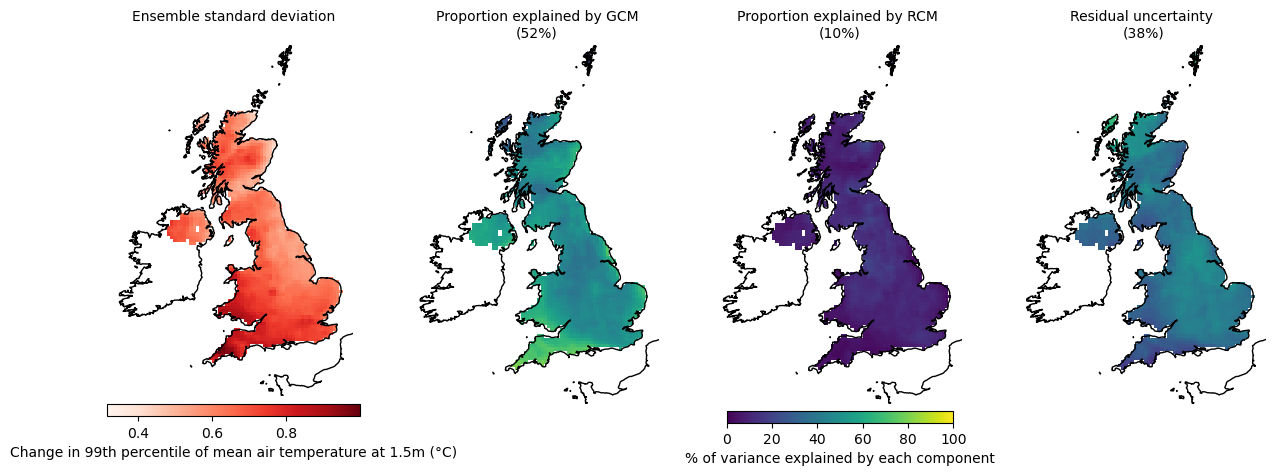 Ensemble standard deviation
Proportion explained by GCM
(52%)
Proportion explained by RCM
(10%)
Residual uncertainty
(38%)
0.4 0.6 0.8
Change in 99th percentile of mean air temperature at 1.5m (°C)
0 20 40 60 80 100
% of variance explained by each component